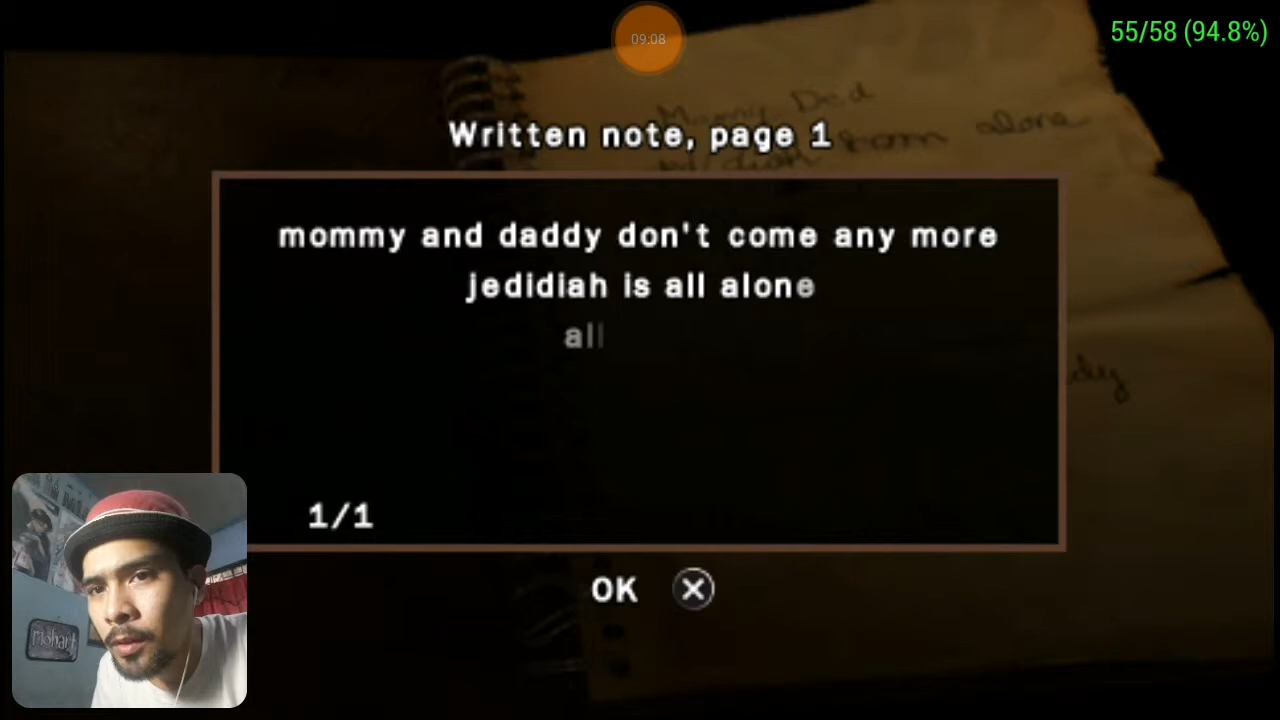 09:08
55/58 (94.8%)
Written note, page 1
mommy and daddy don't come any more
jedidiah is all alone
all
1/1
OK
alone